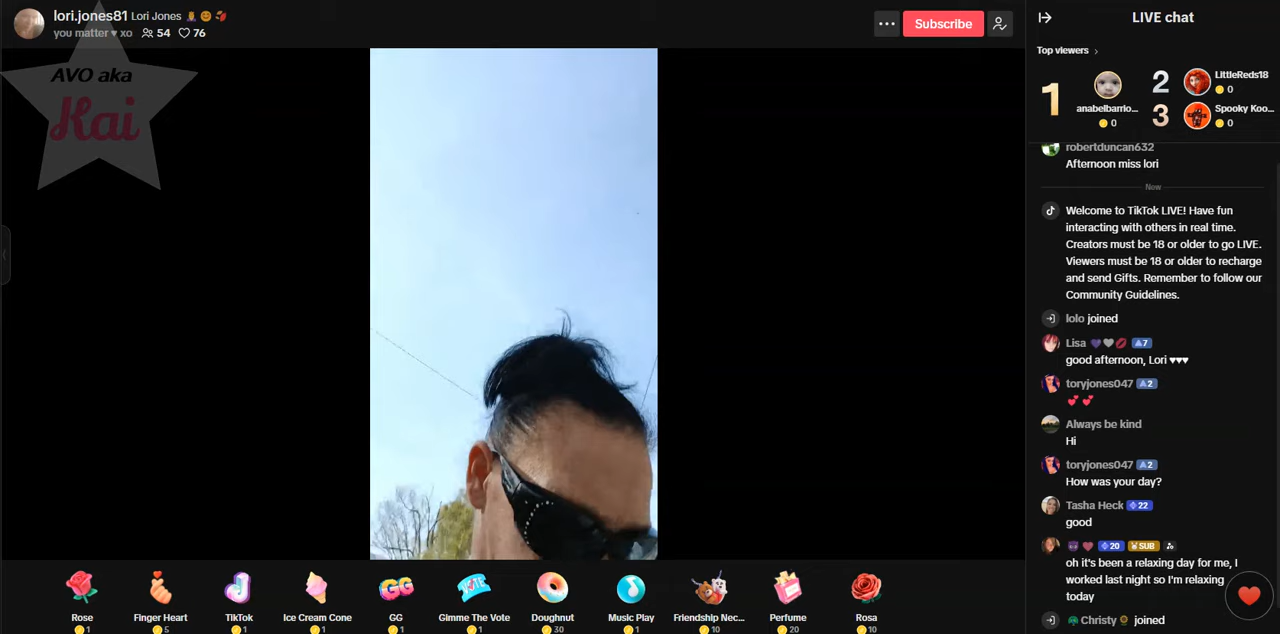 lori.jones81 Lori Jones
you matter ♥ xo 54 76
AVO aka
Kai
Subscribe
LIVE chat
Top viewers
1
anabelbarrio...
0
2
LittleReds18
0
3
Spooky Koo...
0
robertduncan632
Afternoon miss lori
New
Welcome to TikTok LIVE! Have fun
interacting with others in real time.
Creators must be 18 or older to go LIVE.
Viewers must be 18 or older to recharge
and send Gifts. Remember to follow our
Community Guidelines.
lolo joined
Lisa 💜🤍💋 7
good afternoon, Lori ♥♥♥
toryjones047 2
💕 💕
Always be kind
Hi
toryjones047 2
How was your day?
Tasha Heck 22
good
20 SUB
oh it's been a relaxing day for me, I
worked last night so I'm relaxing
today
Christy 🌻 joined
GG
VOTE
Rose
1
Finger Heart
5
TikTok
1
Ice Cream Cone
1
GG
1
Gimme The Vote
1
Doughnut
30
Music Play
1
Friendship Nec...
10
Perfume
20
Rosa
10